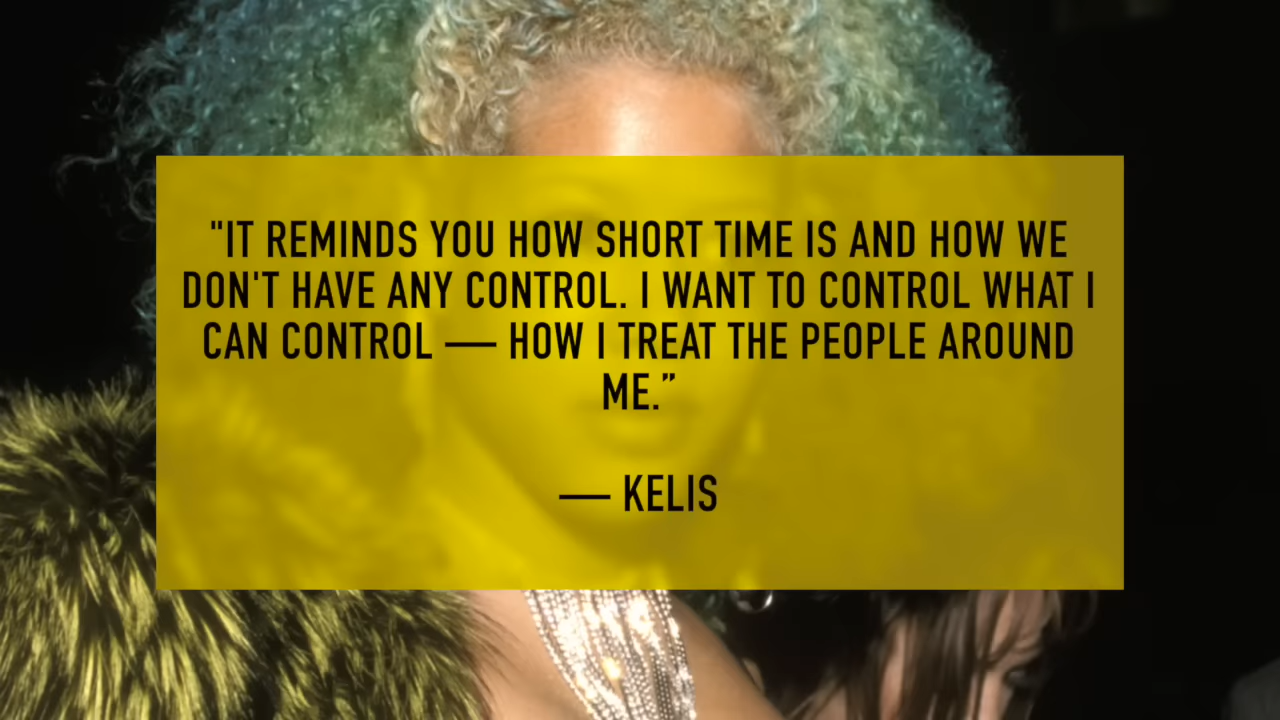 "IT REMINDS YOU HOW SHORT TIME IS AND HOW WE
DON'T HAVE ANY CONTROL. I WANT TO CONTROL WHAT I
CAN CONTROL — HOW I TREAT THE PEOPLE AROUND
ME.”
— KELIS